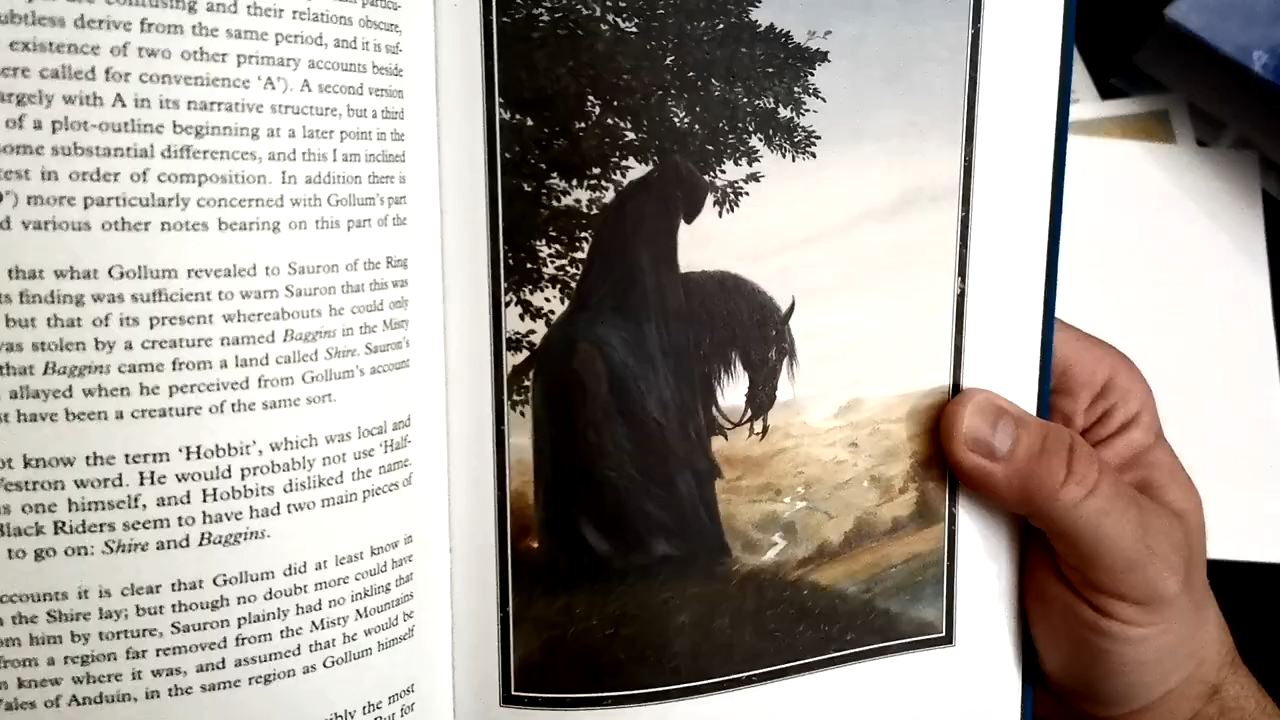 confusing and their relations obscure,
ubtless derive from the same period, and it is suf-
existence of two other primary accounts beside
ere called for convenience ‘A’). A second version
argely with A in its narrative structure, but a third
of a plot-outline beginning at a later point in the
ome substantial differences, and this I am inclined
est in order of composition. In addition there is
’) more particularly concerned with Gollum's part
d various other notes bearing on this part of the
that what Gollum revealed to Sauron of the Ring
ts finding was sufficient to warn Sauron that this was
but that of its present whereabouts he could only
was stolen by a creature named Baggins in the Misty
that Baggins came from a land called Shire. Sauron's
allayed when he perceived from Gollum's account
st have been a creature of the same sort.
ot know the term ‘Hobbit’, which was local and
Westron word. He would probably not use ‘Half-
s one himself, and Hobbits disliked the name.
Black Riders seem to have had two main pieces of
to go on: Shire and Baggins.
ccounts it is clear that Gollum did at least know in
the Shire lay; but though no doubt more could have
om him by torture, Sauron plainly had no inkling that
from a region far removed from the Misty Mountains
n knew where it was, and assumed that he would be
Vales of Anduin, in the same region as Gollum himself
ibly the most
But for